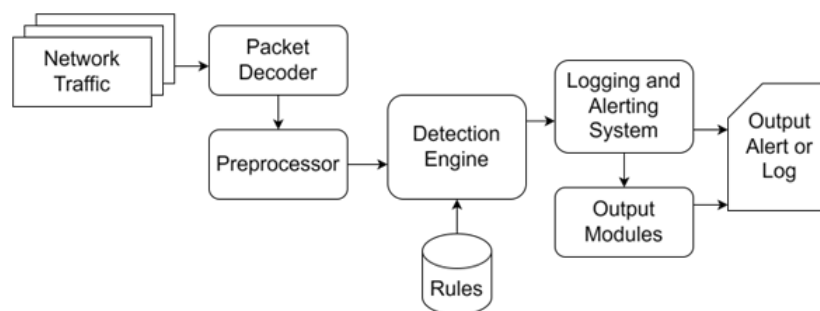 Network
Traffic
Packet
Decoder
Preprocessor
Detection
Engine
Rules
Logging and
Alerting
System
Output
Modules
Output
Alert or
Log